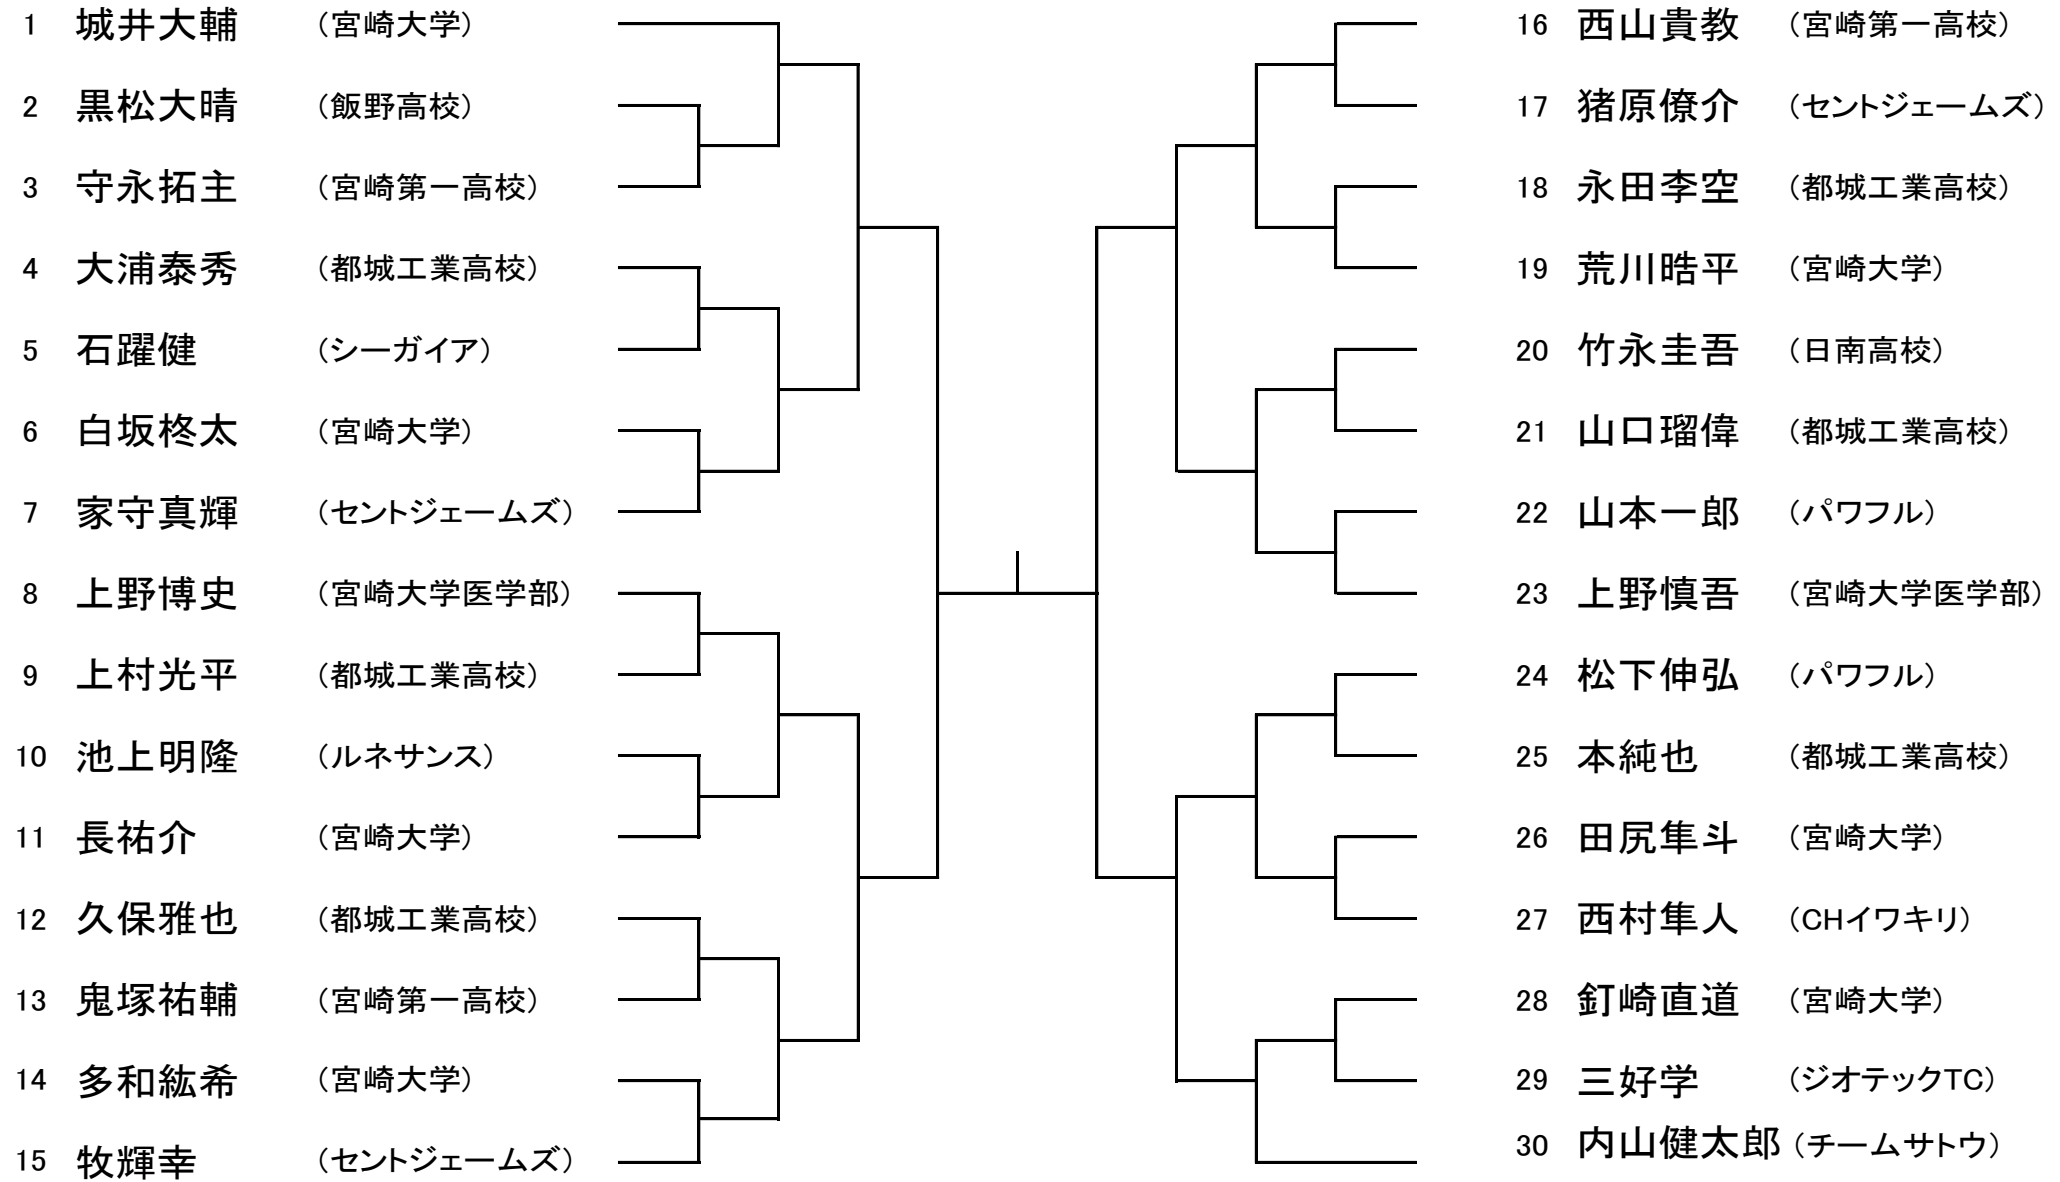 1 城井大輔 （宮崎大学）
2 黒松大晴 （飯野高校）
3 守永拓主 （宮崎第一高校）
4 大浦泰秀 （都城工業高校）
5 石躍健 （シーガイア）
6 白坂柊太 （宮崎大学）
7 家守真輝 （セントジェームズ）
8 上野博史 （宮崎大学医学部）
9 上村光平 （都城工業高校）
10 池上明隆 （ルネサンス）
11 長祐介 （宮崎大学）
12 久保雅也 （都城工業高校）
13 鬼塚祐輔 （宮崎第一高校）
14 多和紘希 （宮崎大学）
15 牧輝幸 （セントジェームズ）
16 西山貴教 （宮崎第一高校）
17 猪原僚介 （セントジェームズ）
18 永田李空 （都城工業高校）
19 荒川晧平 （宮崎大学）
20 竹永圭吾 （日南高校）
21 山口瑠偉 （都城工業高校）
22 山本一郎 （パワフル）
23 上野慎吾 （宮崎大学医学部）
24 松下伸弘 （パワフル）
25 本純也 （都城工業高校）
26 田尻隼斗 （宮崎大学）
27 西村隼人 （CHイワキリ）
28 釘崎直道 （宮崎大学）
29 三好学 （ジオテックTC）
30 内山健太郎 （チームサトウ）